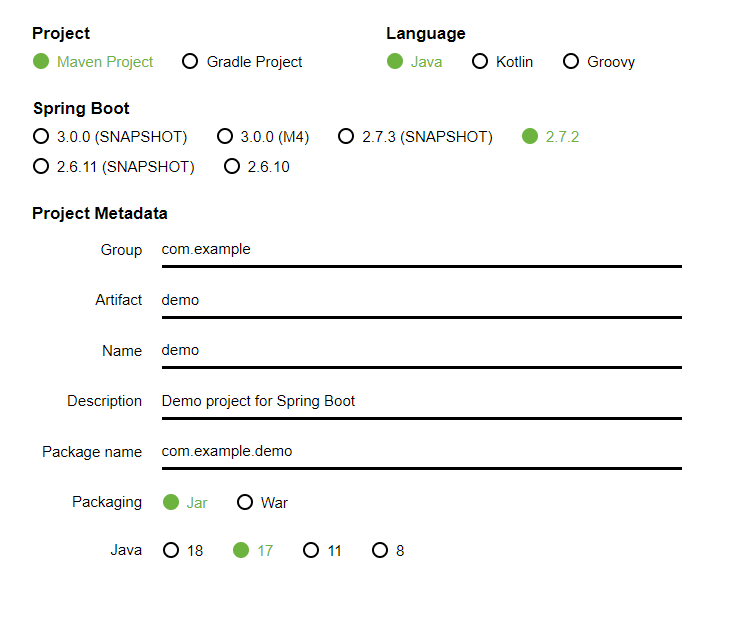 Project Language
Maven Project Gradle Project Java Kotlin Groovy
Spring Boot
3.0.0 (SNAPSHOT) 3.0.0 (M4) 2.7.3 (SNAPSHOT) 2.7.2
2.6.11 (SNAPSHOT) 2.6.10
Project Metadata
Group com.example
Artifact demo
Name demo
Description Demo project for Spring Boot
Package name com.example.demo
Packaging Jar War
Java 18 17 11 8